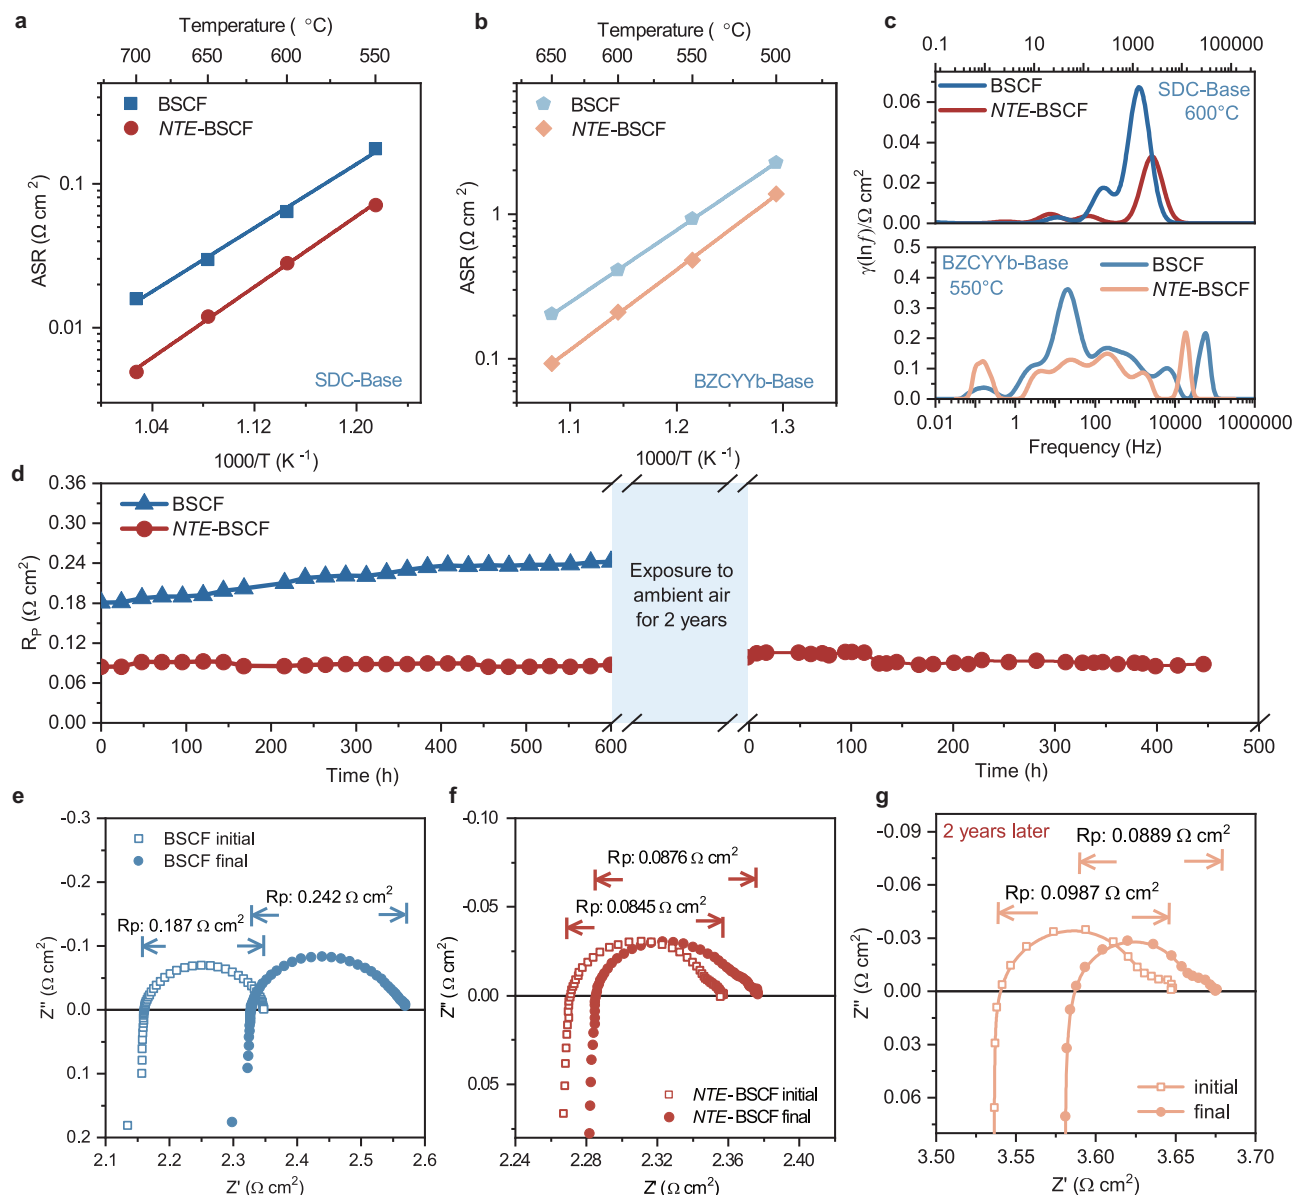 a
Temperature ( °C)
700 650 600 550
BSCF
NTE-BSCF
ASR (Ω cm²)
0.1
0.01
SDC-Base
1.04 1.12 1.20
1000/T (K⁻¹)
b
Temperature ( °C)
650 600 550 500
BSCF
NTE-BSCF
ASR (Ω cm²)
1
0.1
BZCYYb-Base
1.1 1.2 1.3
1000/T (K⁻¹)
c
0.1 10 1000 100000
BSCF
NTE-BSCF
SDC-Base
600°C
0.06
0.04
0.02
0.00
γ(lnf)/Ω cm²
0.5
0.4
0.3
0.2
0.1
0.0
BZCYYb-Base
550°C
BSCF
NTE-BSCF
0.01 1 100 10000 1000000
Frequency (Hz)
d
0.36
0.30
0.24
0.18
0.12
0.06
0.00
R_P (Ω cm²)
BSCF
NTE-BSCF
Exposure to
ambient air
for 2 years
0 100 200 300 400 500 600
Time (h)
0 100 200 300 400 500
Time (h)
e
-0.3
-0.2
-0.1
0.0
0.1
0.2
Z'' (Ω cm²)
BSCF initial
BSCF final
Rp: 0.242 Ω cm²
Rp: 0.187 Ω cm²
2.1 2.2 2.3 2.4 2.5 2.6
Z' (Ω cm²)
f
-0.10
-0.05
0.00
0.05
Z'' (Ω cm²)
Rp: 0.0876 Ω cm²
Rp: 0.0845 Ω cm²
NTE-BSCF initial
NTE-BSCF final
2.24 2.28 2.32 2.36 2.40
Z' (Ω cm²)
g
-0.09
-0.06
-0.03
0.00
0.03
0.06
Z'' (Ω cm²)
2 years later
Rp: 0.0889 Ω cm²
Rp: 0.0987 Ω cm²
initial
final
3.50 3.55 3.60 3.65 3.70
Z' (Ω cm²)